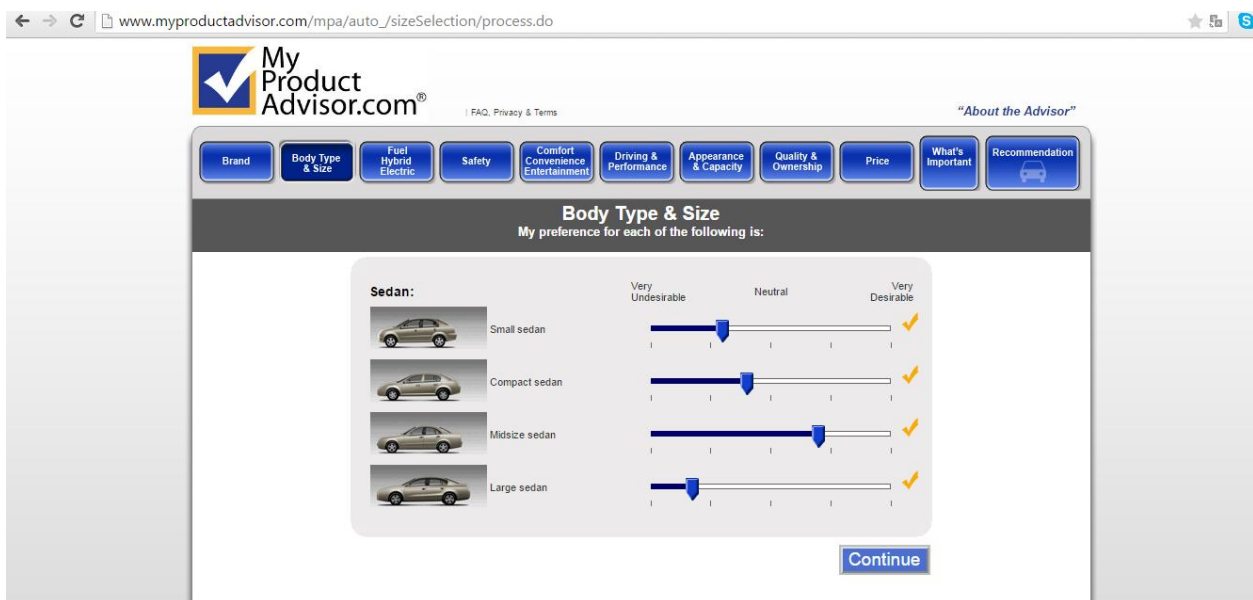 www.myproductadvisor.com/mpa/auto_/sizeSelection/process.do
My
Product
Advisor.com®
| FAQ, Privacy & Terms
“About the Advisor”
Brand
Body Type
& Size
Fuel
Hybrid
Electric
Safety
Comfort
Convenience
Entertainment
Driving &
Performance
Appearance
& Capacity
Quality &
Ownership
Price
What's
Important
Recommendation
Body Type & Size
My preference for each of the following is:
Sedan:
Very
Undesirable
Neutral
Very
Desirable
Small sedan
Compact sedan
Midsize sedan
Large sedan
Continue